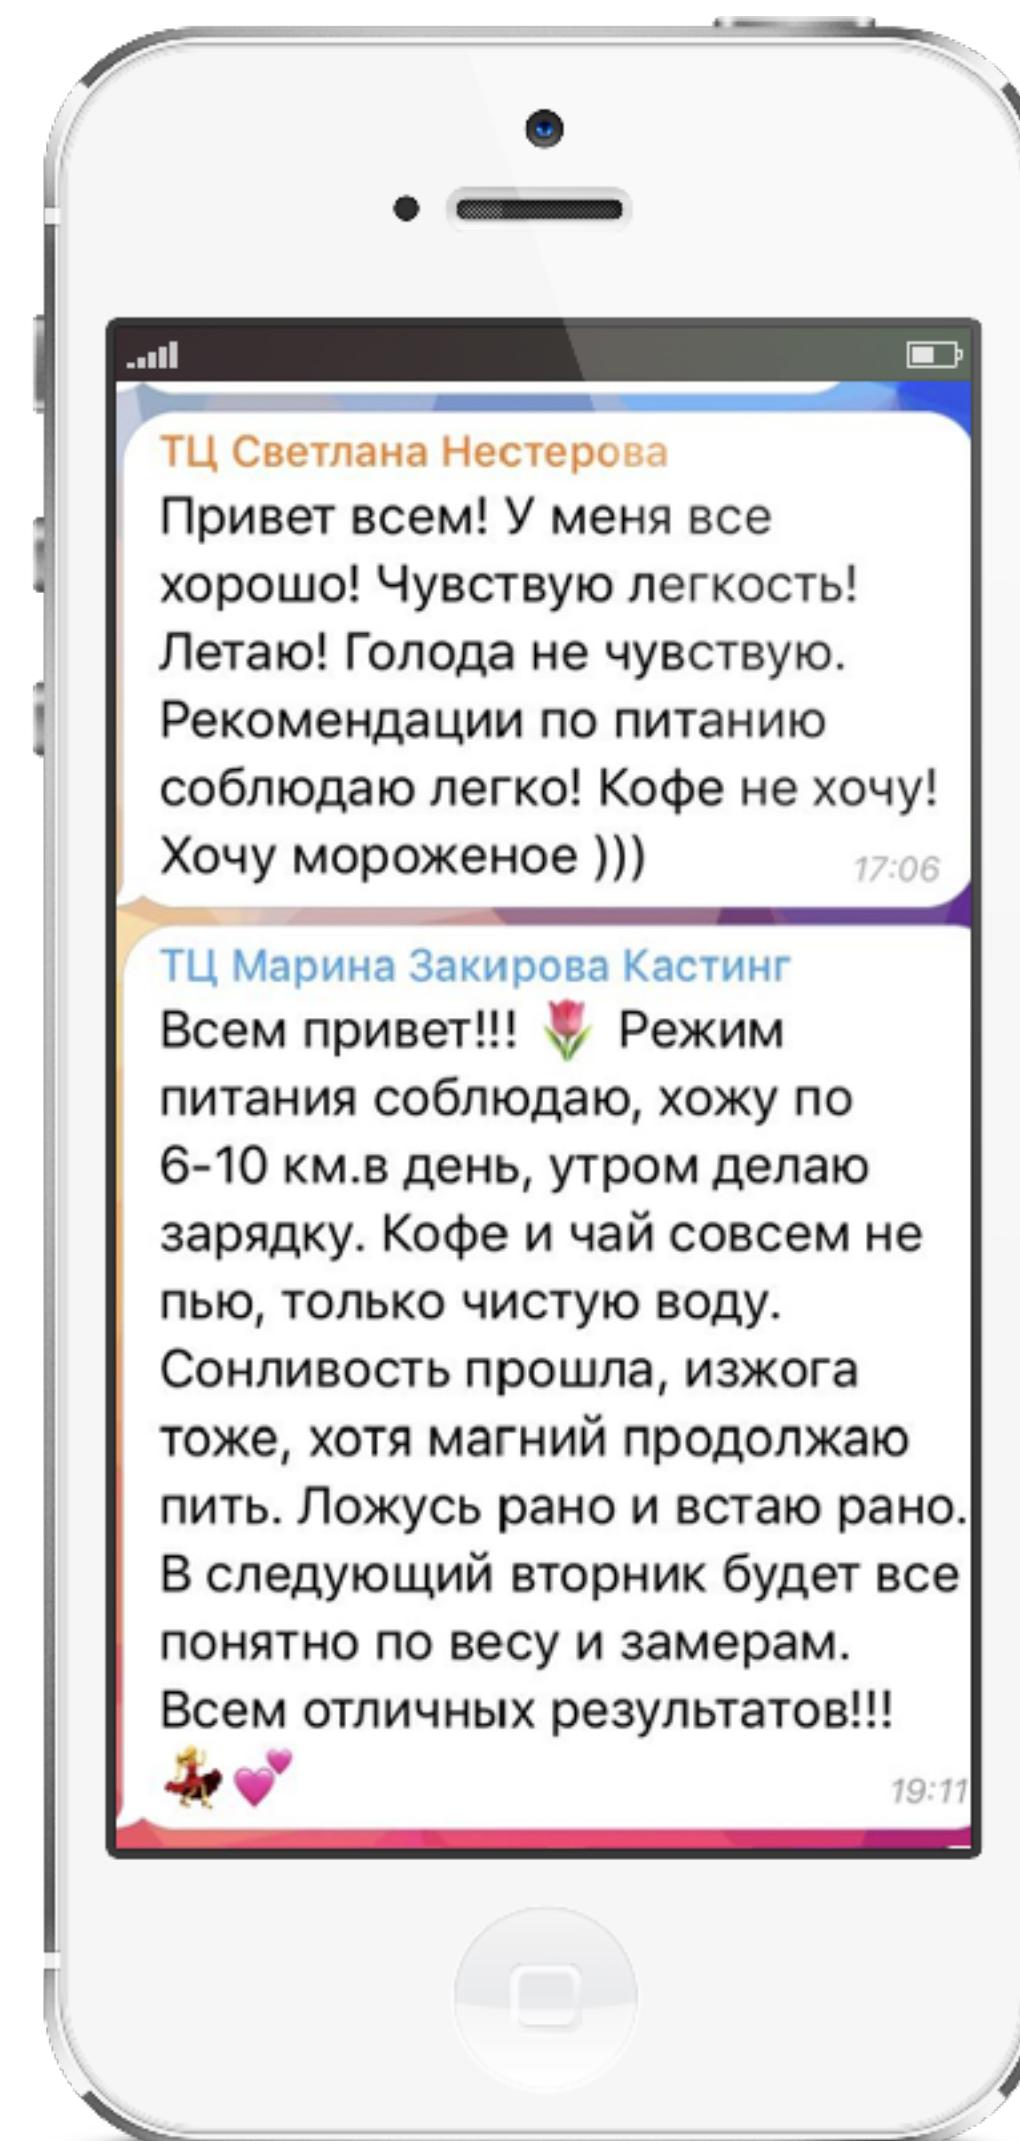 ТЦ Светлана Нестерова
Привет всем! У меня все
хорошо! Чувствую легкость!
Летаю! Голода не чувствую.
Рекомендации по питанию
соблюдаю легко! Кофе не хочу!
Хочу мороженое )))
17:06
ТЦ Марина Закирова Кастинг
Всем привет!!! 🌷 Режим
питания соблюдаю, хожу по
6-10 км.в день, утром делаю
зарядку. Кофе и чай совсем не
пью, только чистую воду.
Сонливость прошла, изжога
тоже, хотя магний продолжаю
пить. Ложусь рано и встаю рано.
В следующий вторник будет все
понятно по весу и замерам.
Всем отличных результатов!!!
💃💕
19:11